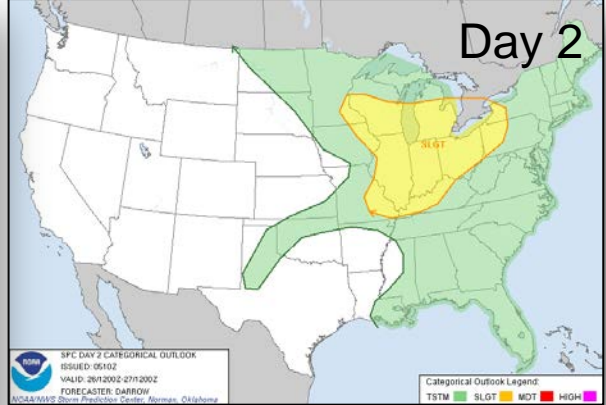 Day 2
SLGT
NOAA
SPC DAY 2 CATEGORICAL OUTLOOK
ISSUED: 0510Z
VALID: 26/1200Z-27/1200Z
FORECASTER: DARROW
NOAA/NWS Storm Prediction Center, Norman, Oklahoma
Categorical Outlook Legend:
TSTM SLGT MDT HIGH